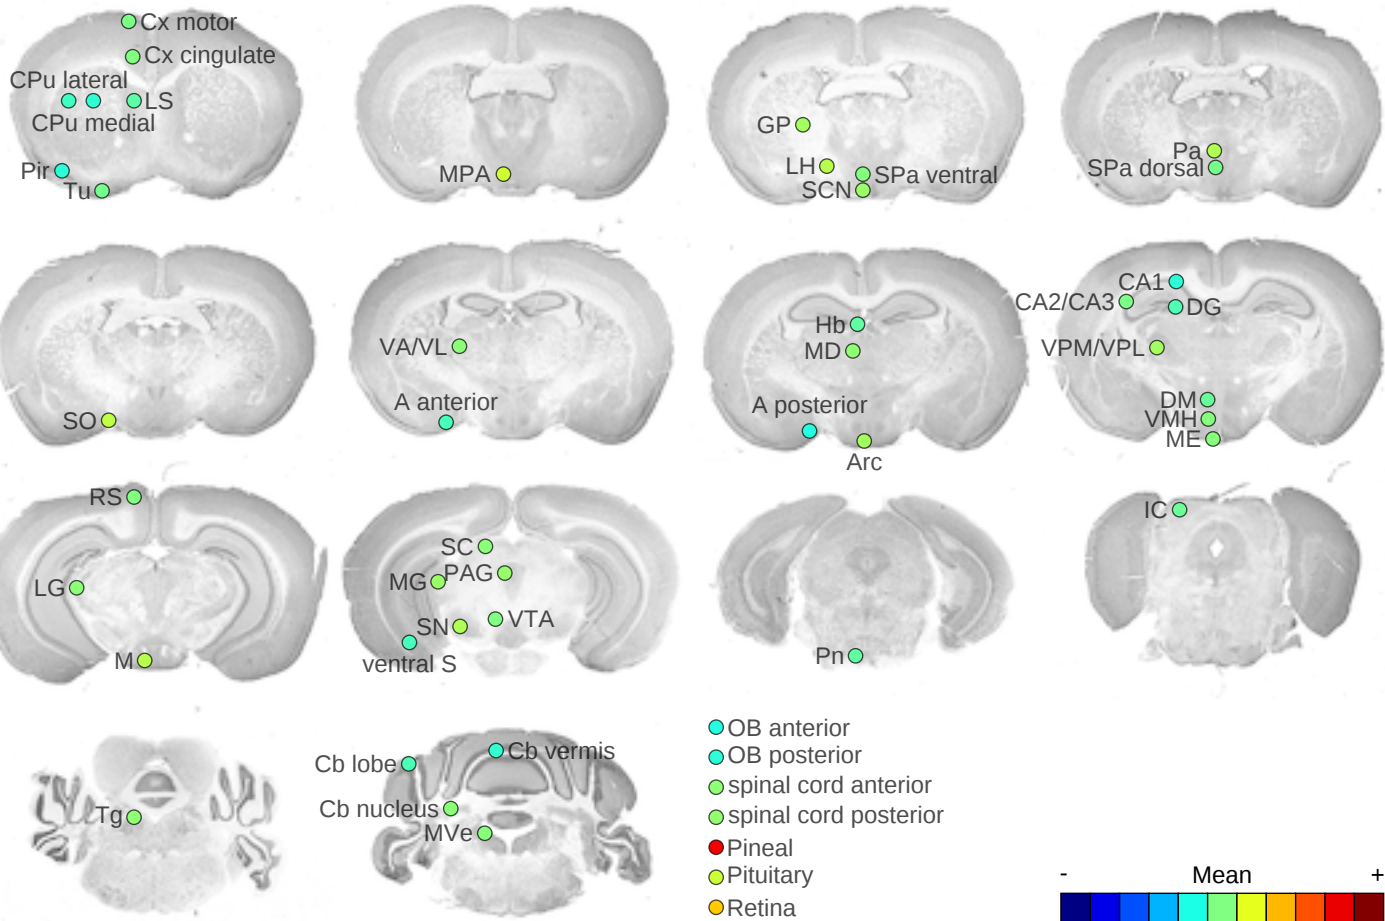 Cx motor
Cx cingulate
CPu lateral
LS
CPu medial
Pir
Tu
MPA
GP
LH
SPa ventral
SCN
Pa
SPa dorsal
SO
VA/VL
A anterior
Hb
MD
A posterior
Arc
CA1
CA2/CA3
DG
VPM/VPL
DM
VMH
ME
RS
LG
M
SC
PAG
MG
VTA
SN
ventral S
Pn
IC
Tg
Cb vermis
Cb lobe
Cb nucleus
MVe
OB anterior
OB posterior
spinal cord anterior
spinal cord posterior
Pineal
Pituitary
Retina
- Mean +